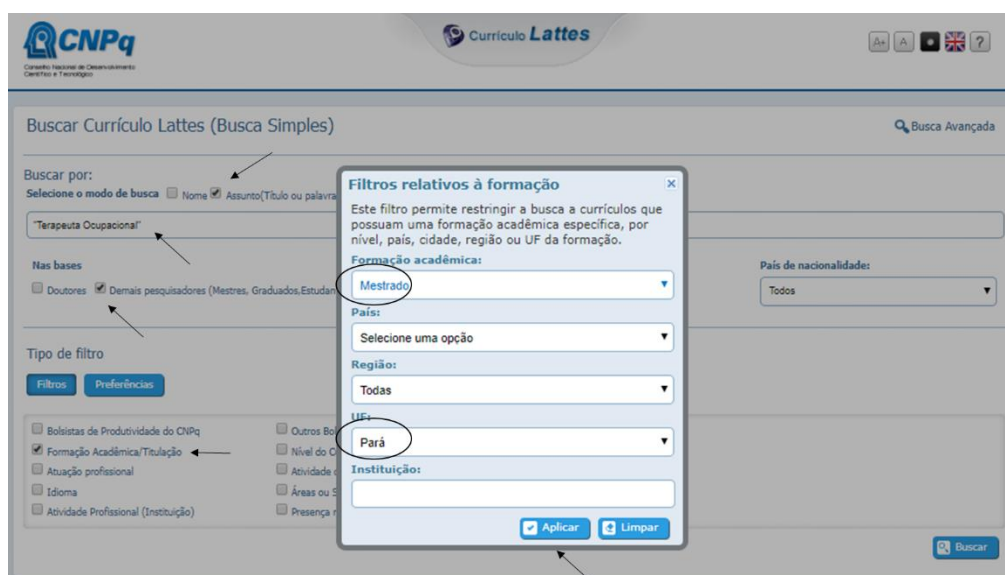 CNPq
Conselho Nacional de Desenvolvimento
Científico e Tecnológico
Currículo Lattes
A+ A ?
Buscar Currículo Lattes (Busca Simples)
Busca Avançada
Buscar por:
Selecione o modo de busca Nome Assunto(Título ou palavra
"Terapeuta Ocupacional"
Nas bases
Doutores Demais pesquisadores (Mestres, Graduados,Estudan
País de nacionalidade:
Todos
Tipo de filtro
Filtros Preferências
Bolsistas de Produtividade do CNPq
Formação Acadêmica/Titulação
Atuação profissional
Idioma
Atividade Profissional (Instituição)
Outros Bol
Nível do C
Atividade
Áreas ou S
Presença
Filtros relativos à formação
Este filtro permite restringir a busca a currículos que
possuam uma formação acadêmica específica, por
nível, país, cidade, região ou UF da formação.
Formação acadêmica:
Mestrado
País:
Selecione uma opção
Região:
Todas
UF:
Pará
Instituição:
Aplicar Limpar
Buscar